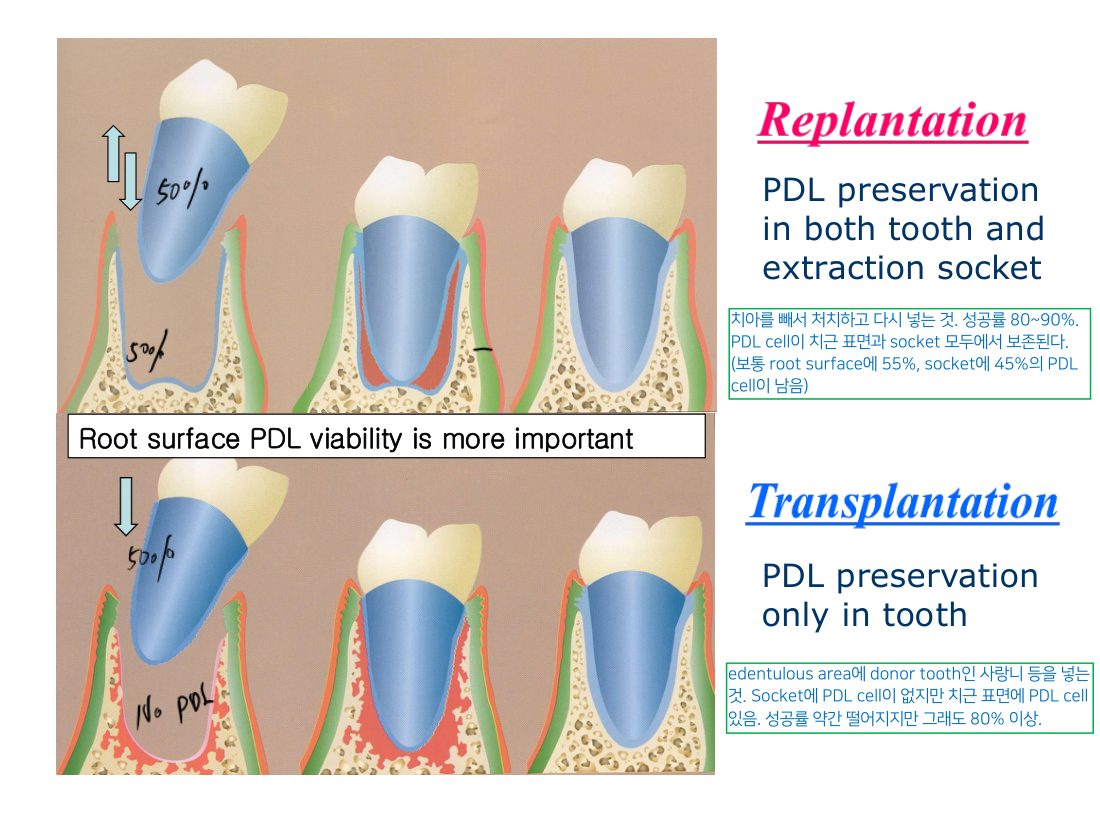 Replantation
PDL preservation
in both tooth and
extraction socket
치아를 빼서 처치하고 다시 넣는 것. 성공률 80~90%.
PDL cell이 치근 표면과 socket 모두에서 보존된다.
(보통 root surface에 55%, socket에 45%의 PDL
cell이 남음)
50%
50%
Root surface PDL viability is more important
Transplantation
PDL preservation
only in tooth
edentulous area에 donor tooth인 사랑니 등을 넣는
것. Socket에 PDL cell이 없지만 치근 표면에 PDL cell
있음. 성공률 약간 떨어지지만 그래도 80% 이상.
50%
No PDL